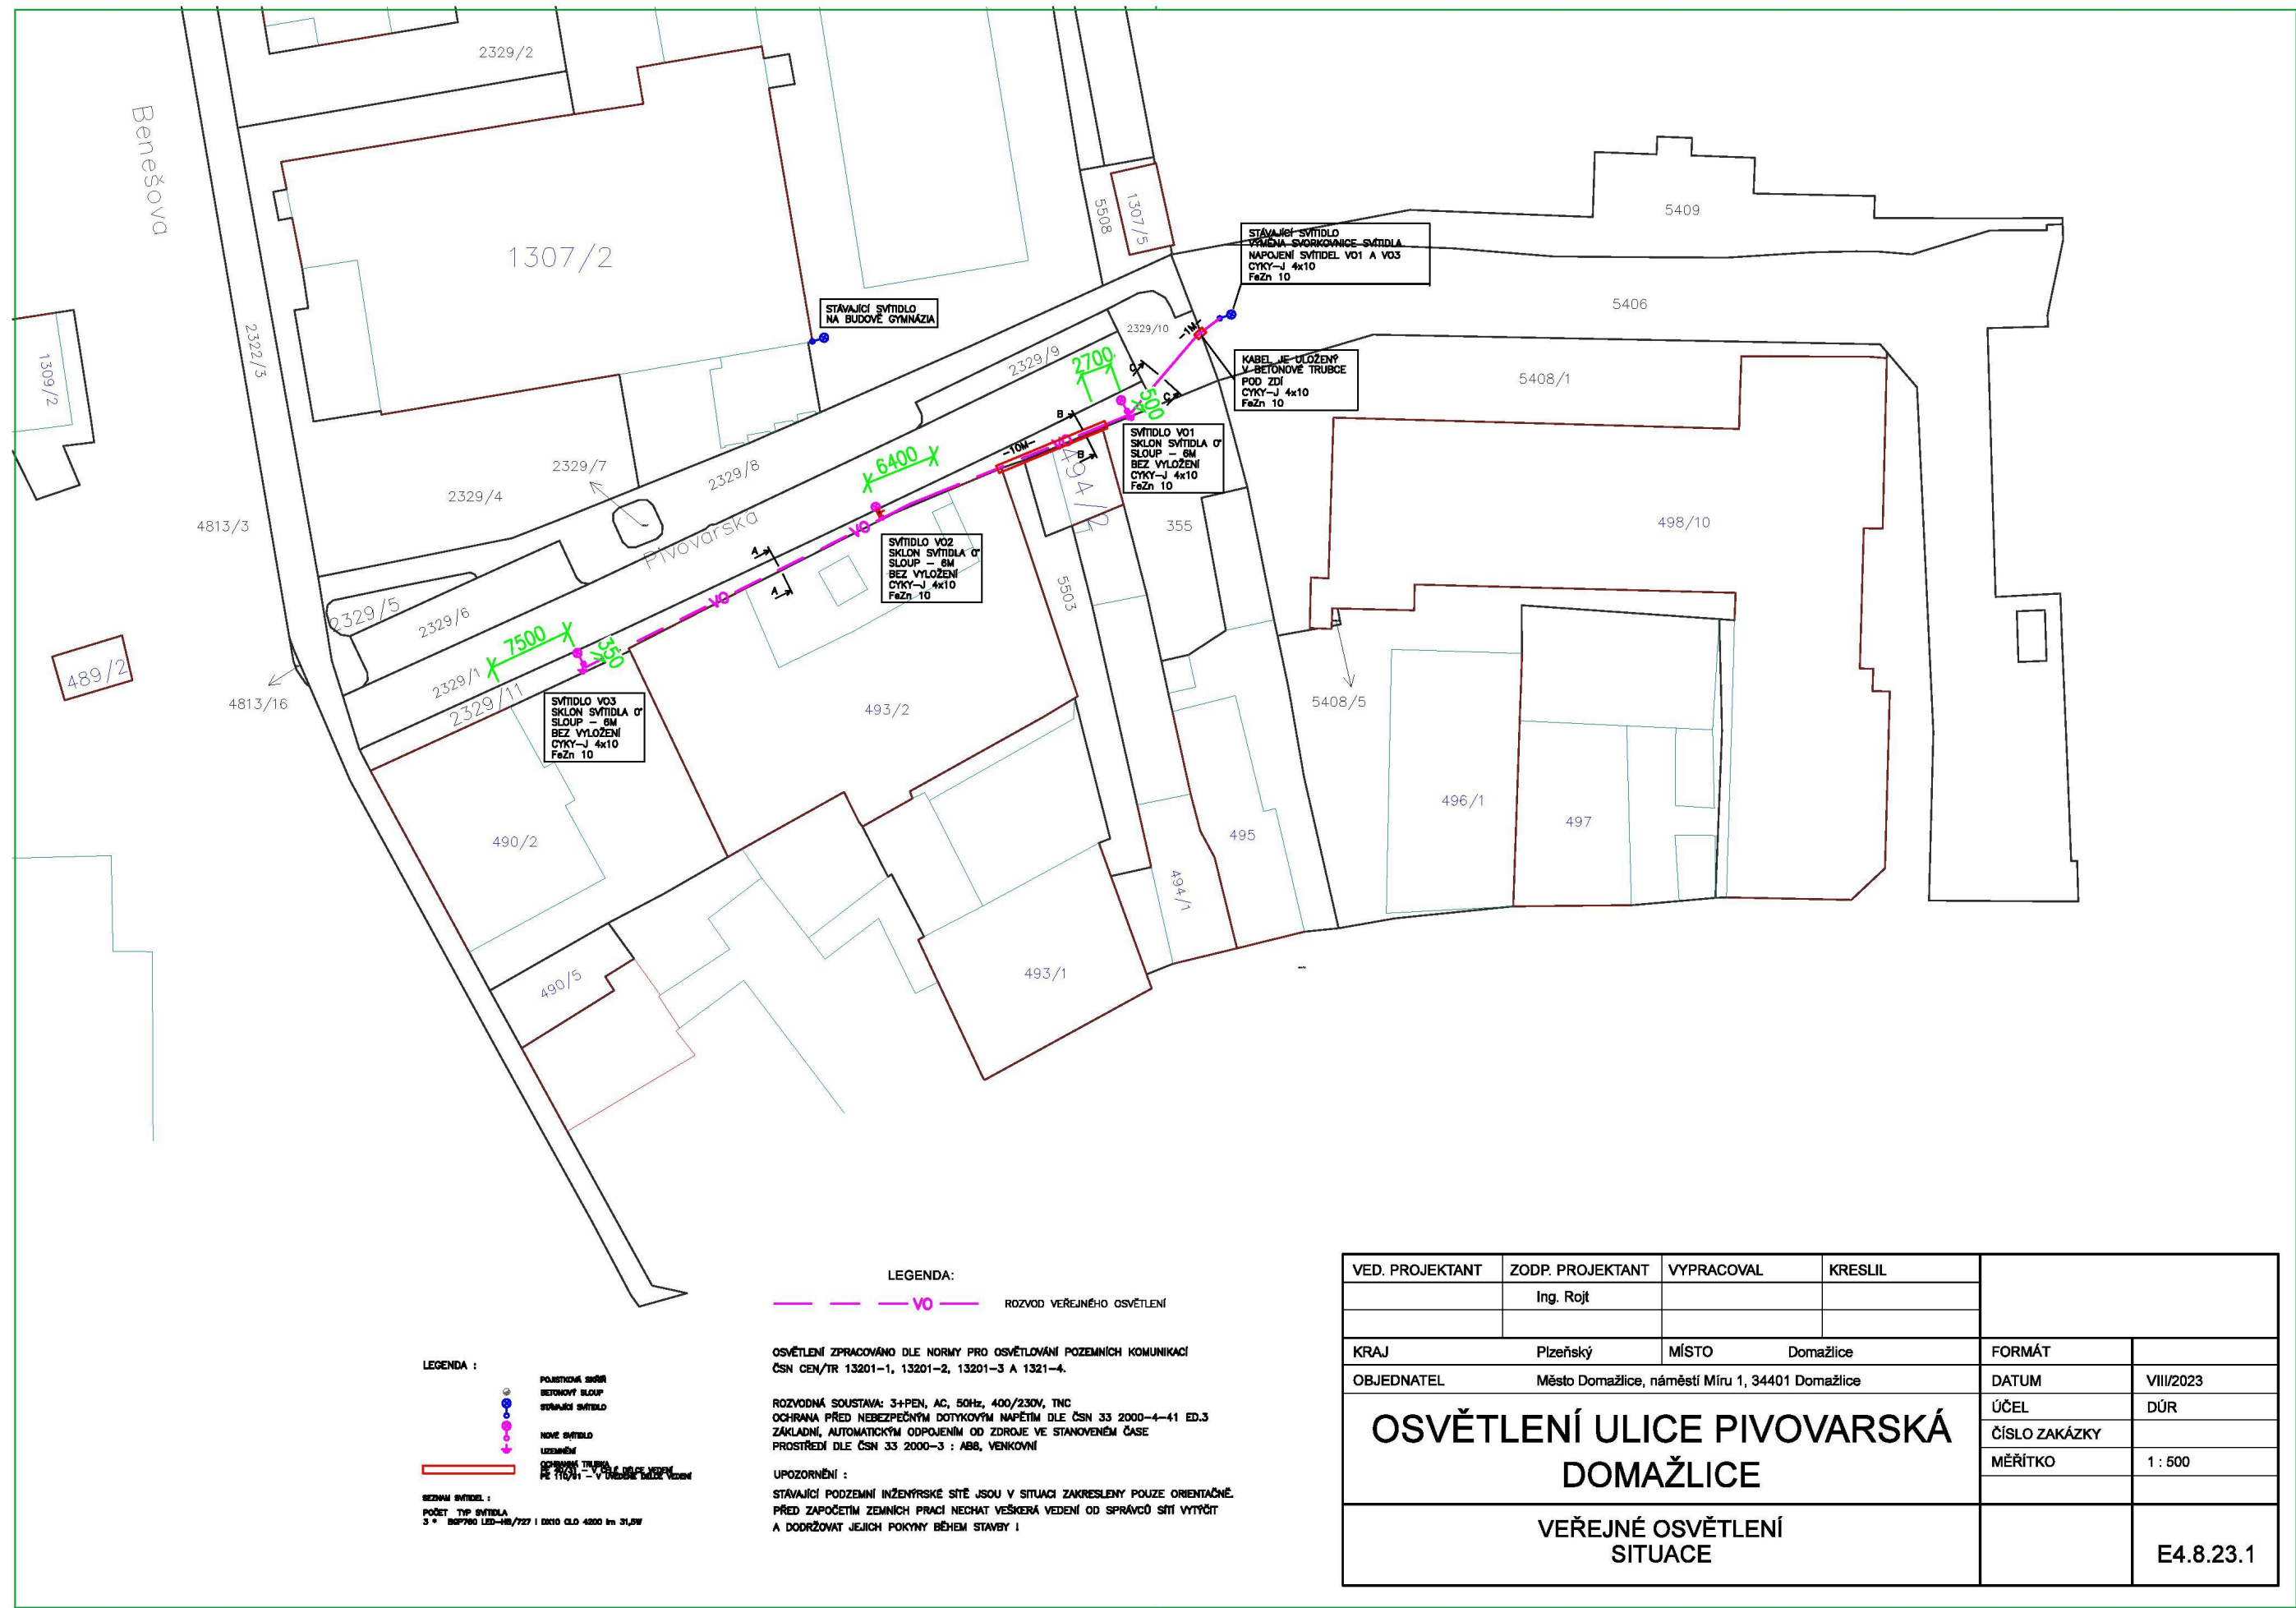 2329/2
Benešova
1307/2
5508
1307/5
5409
STÁVAJÍCÍ SVÍTIDLO
VÝMĚNA SVORKOVNICE SVÍTIDLA
NAPOJENÍ SVÍTIDEL VO1 A VO3
CYKY-J 4x10
FeZn 10
5406
STÁVAJÍCÍ SVÍTIDLO
NA BUDOVĚ GYMNÁZIA
2322/3
1309/2
2329/10
-1M-
2329/9
2700
KABEL JE ULOŽENÝ
V BETONOVÉ TRUBCE
POD ZDÍ
CYKY-J 4x10
FeZn 10
5408/1
C
C
500
B
B
-10M-
VO
SVÍTIDLO VO1
SKLON SVÍTIDLA 0°
SLOUP - 6M
BEZ VYLOŽENÍ
CYKY-J 4x10
FeZn 10
494/2
6400
2329/8
2329/7
2329/4
4813/3
355
498/10
Pivovarská
VO
SVÍTIDLO VO2
SKLON SVÍTIDLA 0°
SLOUP - 6M
BEZ VYLOŽENÍ
CYKY-J 4x10
FeZn 10
A
A
VO
5503
2329/5
2329/6
7500
350
2329/1
2329/11
489/2
4813/16
SVÍTIDLO VO3
SKLON SVÍTIDLA 0°
SLOUP - 6M
BEZ VYLOŽENÍ
CYKY-J 4x10
FeZn 10
493/2
5408/5
496/1
497
490/2
495
494/1
490/5
493/1
LEGENDA:
VO
ROZVOD VEŘEJNÉHO OSVĚTLENÍ
OSVĚTLENÍ ZPRACOVÁNO DLE NORMY PRO OSVĚTLOVÁNÍ POZEMNÍCH KOMUNIKACÍ
ČSN CEN/TR 13201-1, 13201-2, 13201-3 A 1321-4.
ROZVODNÁ SOUSTAVA: 3+PEN, AC, 50Hz, 400/230V, TNC
OCHRANA PŘED NEBEZPEČNÝM DOTYKOVÝM NAPĚTÍM DLE ČSN 33 2000-4-41 ED.3
ZÁKLADNÍ, AUTOMATICKÝM ODPOJENÍM OD ZDROJE VE STANOVENÉM ČASE
PROSTŘEDÍ DLE ČSN 33 2000-3 : AB8, VENKOVNÍ
UPOZORNĚNÍ :
STÁVAJÍCÍ PODZEMNÍ INŽENÝRSKÉ SÍTĚ JSOU V SITUACI ZAKRESLENY POUZE ORIENTAČNĚ.
PŘED ZAPOČETÍM ZEMNÍCH PRACÍ NECHAT VEŠKERÁ VEDENÍ OD SPRÁVCŮ SÍTÍ VYTÝČIT
A DODRŽOVAT JEJICH POKYNY BĚHEM STAVBY !
LEGENDA :
POJISTKOVÁ SKŘÍŇ
BETONOVÝ SLOUP
STÁVAJÍCÍ SVÍTIDLO
NOVÉ SVÍTIDLO
UZEMNĚNÍ
OCHRANNÁ TRUBKA
SEZNAM SVÍTIDEL :
POČET TYP SVÍTIDLA
VED. PROJEKTANT ZODP. PROJEKTANT VYPRACOVAL KRESLIL
Ing. Rojt
KRAJ Plzeňský MÍSTO Domažlice FORMÁT
OBJEDNATEL Město Domažlice, náměstí Míru 1, 34401 Domažlice DATUM VIII/2023
ÚČEL DÚR
ČÍSLO ZAKÁZKY
MĚŘÍTKO 1 : 500
OSVĚTLENÍ ULICE PIVOVARSKÁ
DOMAŽLICE
VEŘEJNÉ OSVĚTLENÍ
SITUACE
E4.8.23.1